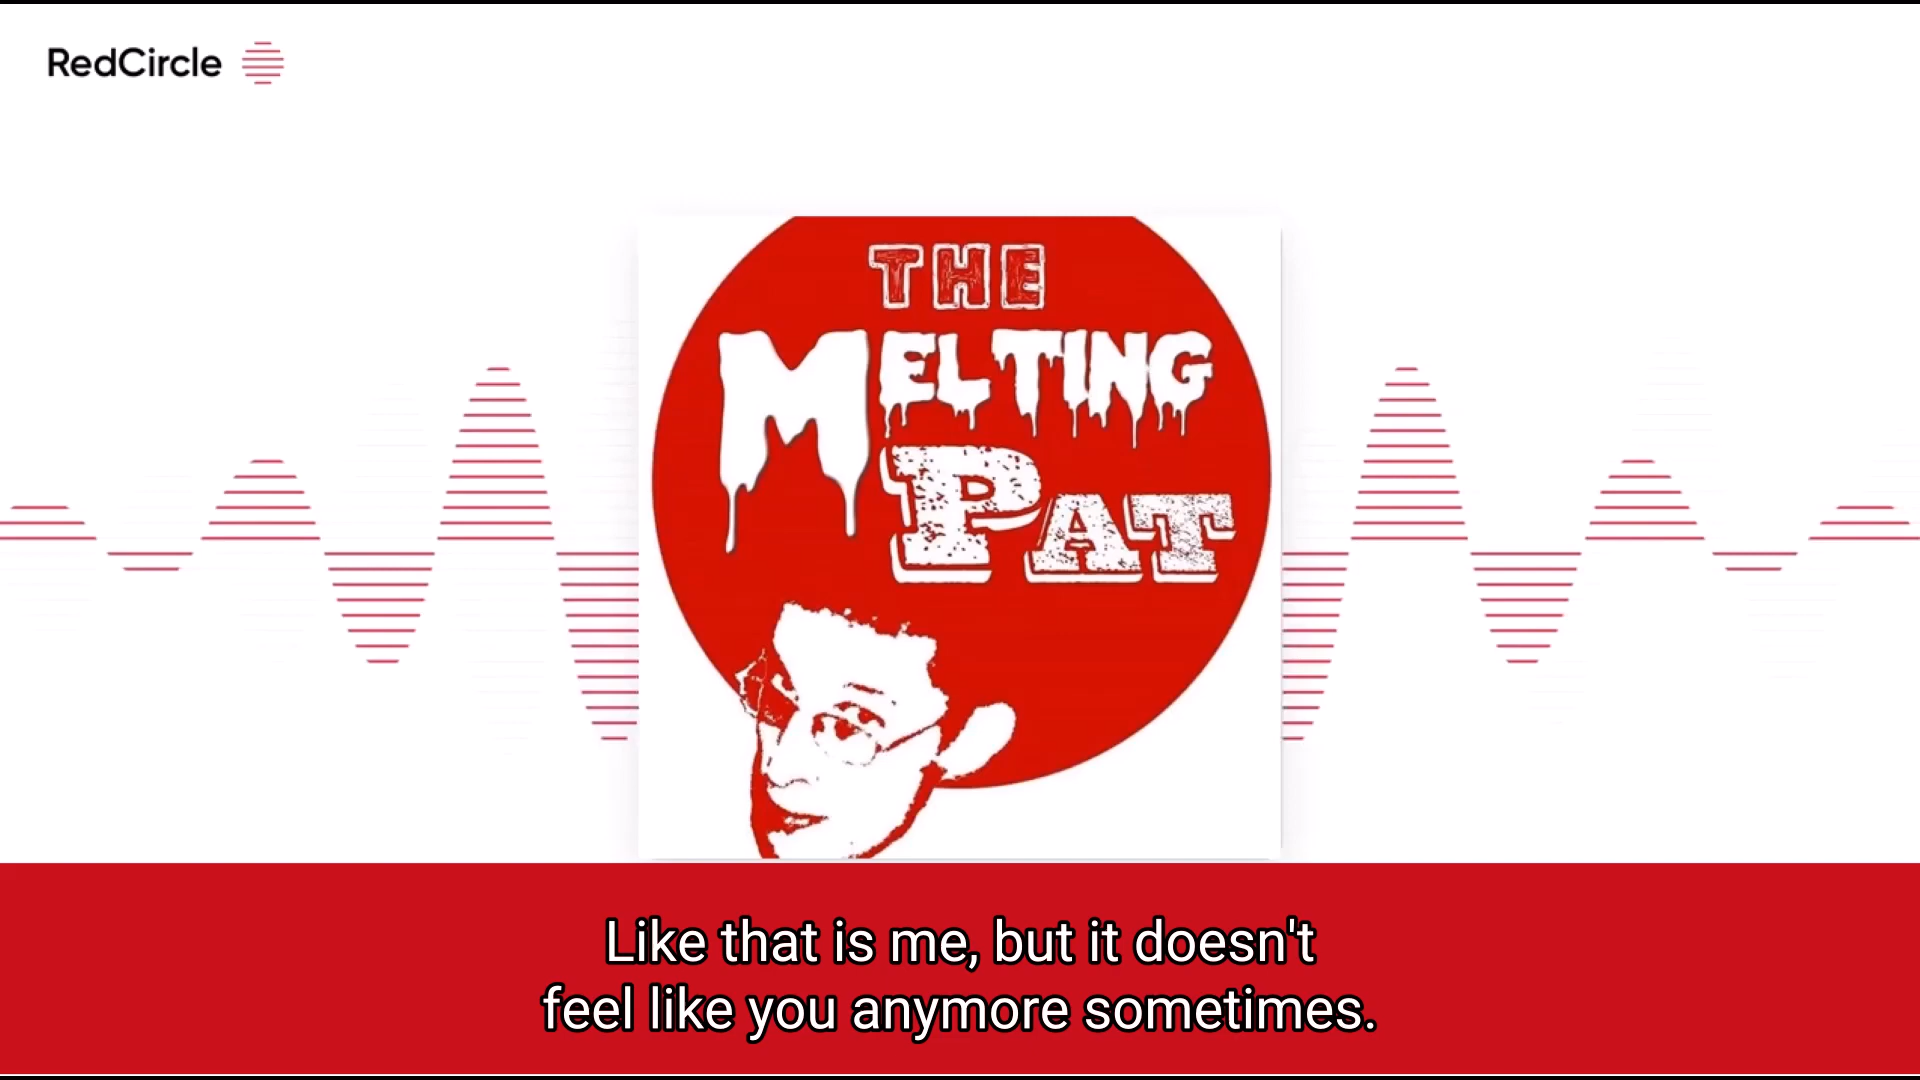 RedCircle
THE
MELTING
PAT
Like that is me, but it doesn't
feel like you anymore sometimes.